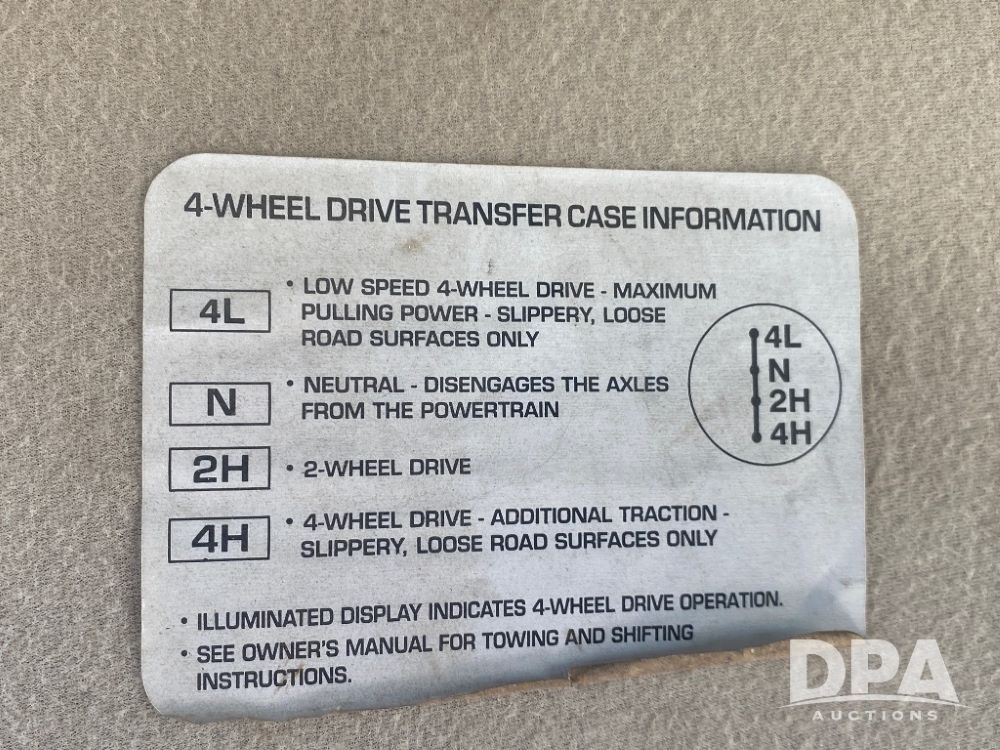 4-WHEEL DRIVE TRANSFER CASE INFORMATION
4L
• LOW SPEED 4-WHEEL DRIVE - MAXIMUM
PULLING POWER - SLIPPERY, LOOSE
ROAD SURFACES ONLY
N
• NEUTRAL - DISENGAGES THE AXLES
FROM THE POWERTRAIN
2H
• 2-WHEEL DRIVE
4H
• 4-WHEEL DRIVE - ADDITIONAL TRACTION -
SLIPPERY, LOOSE ROAD SURFACES ONLY
4L
N
2H
4H
• ILLUMINATED DISPLAY INDICATES 4-WHEEL DRIVE OPERATION.
• SEE OWNER'S MANUAL FOR TOWING AND SHIFTING
INSTRUCTIONS.
DPA
AUCTIONS